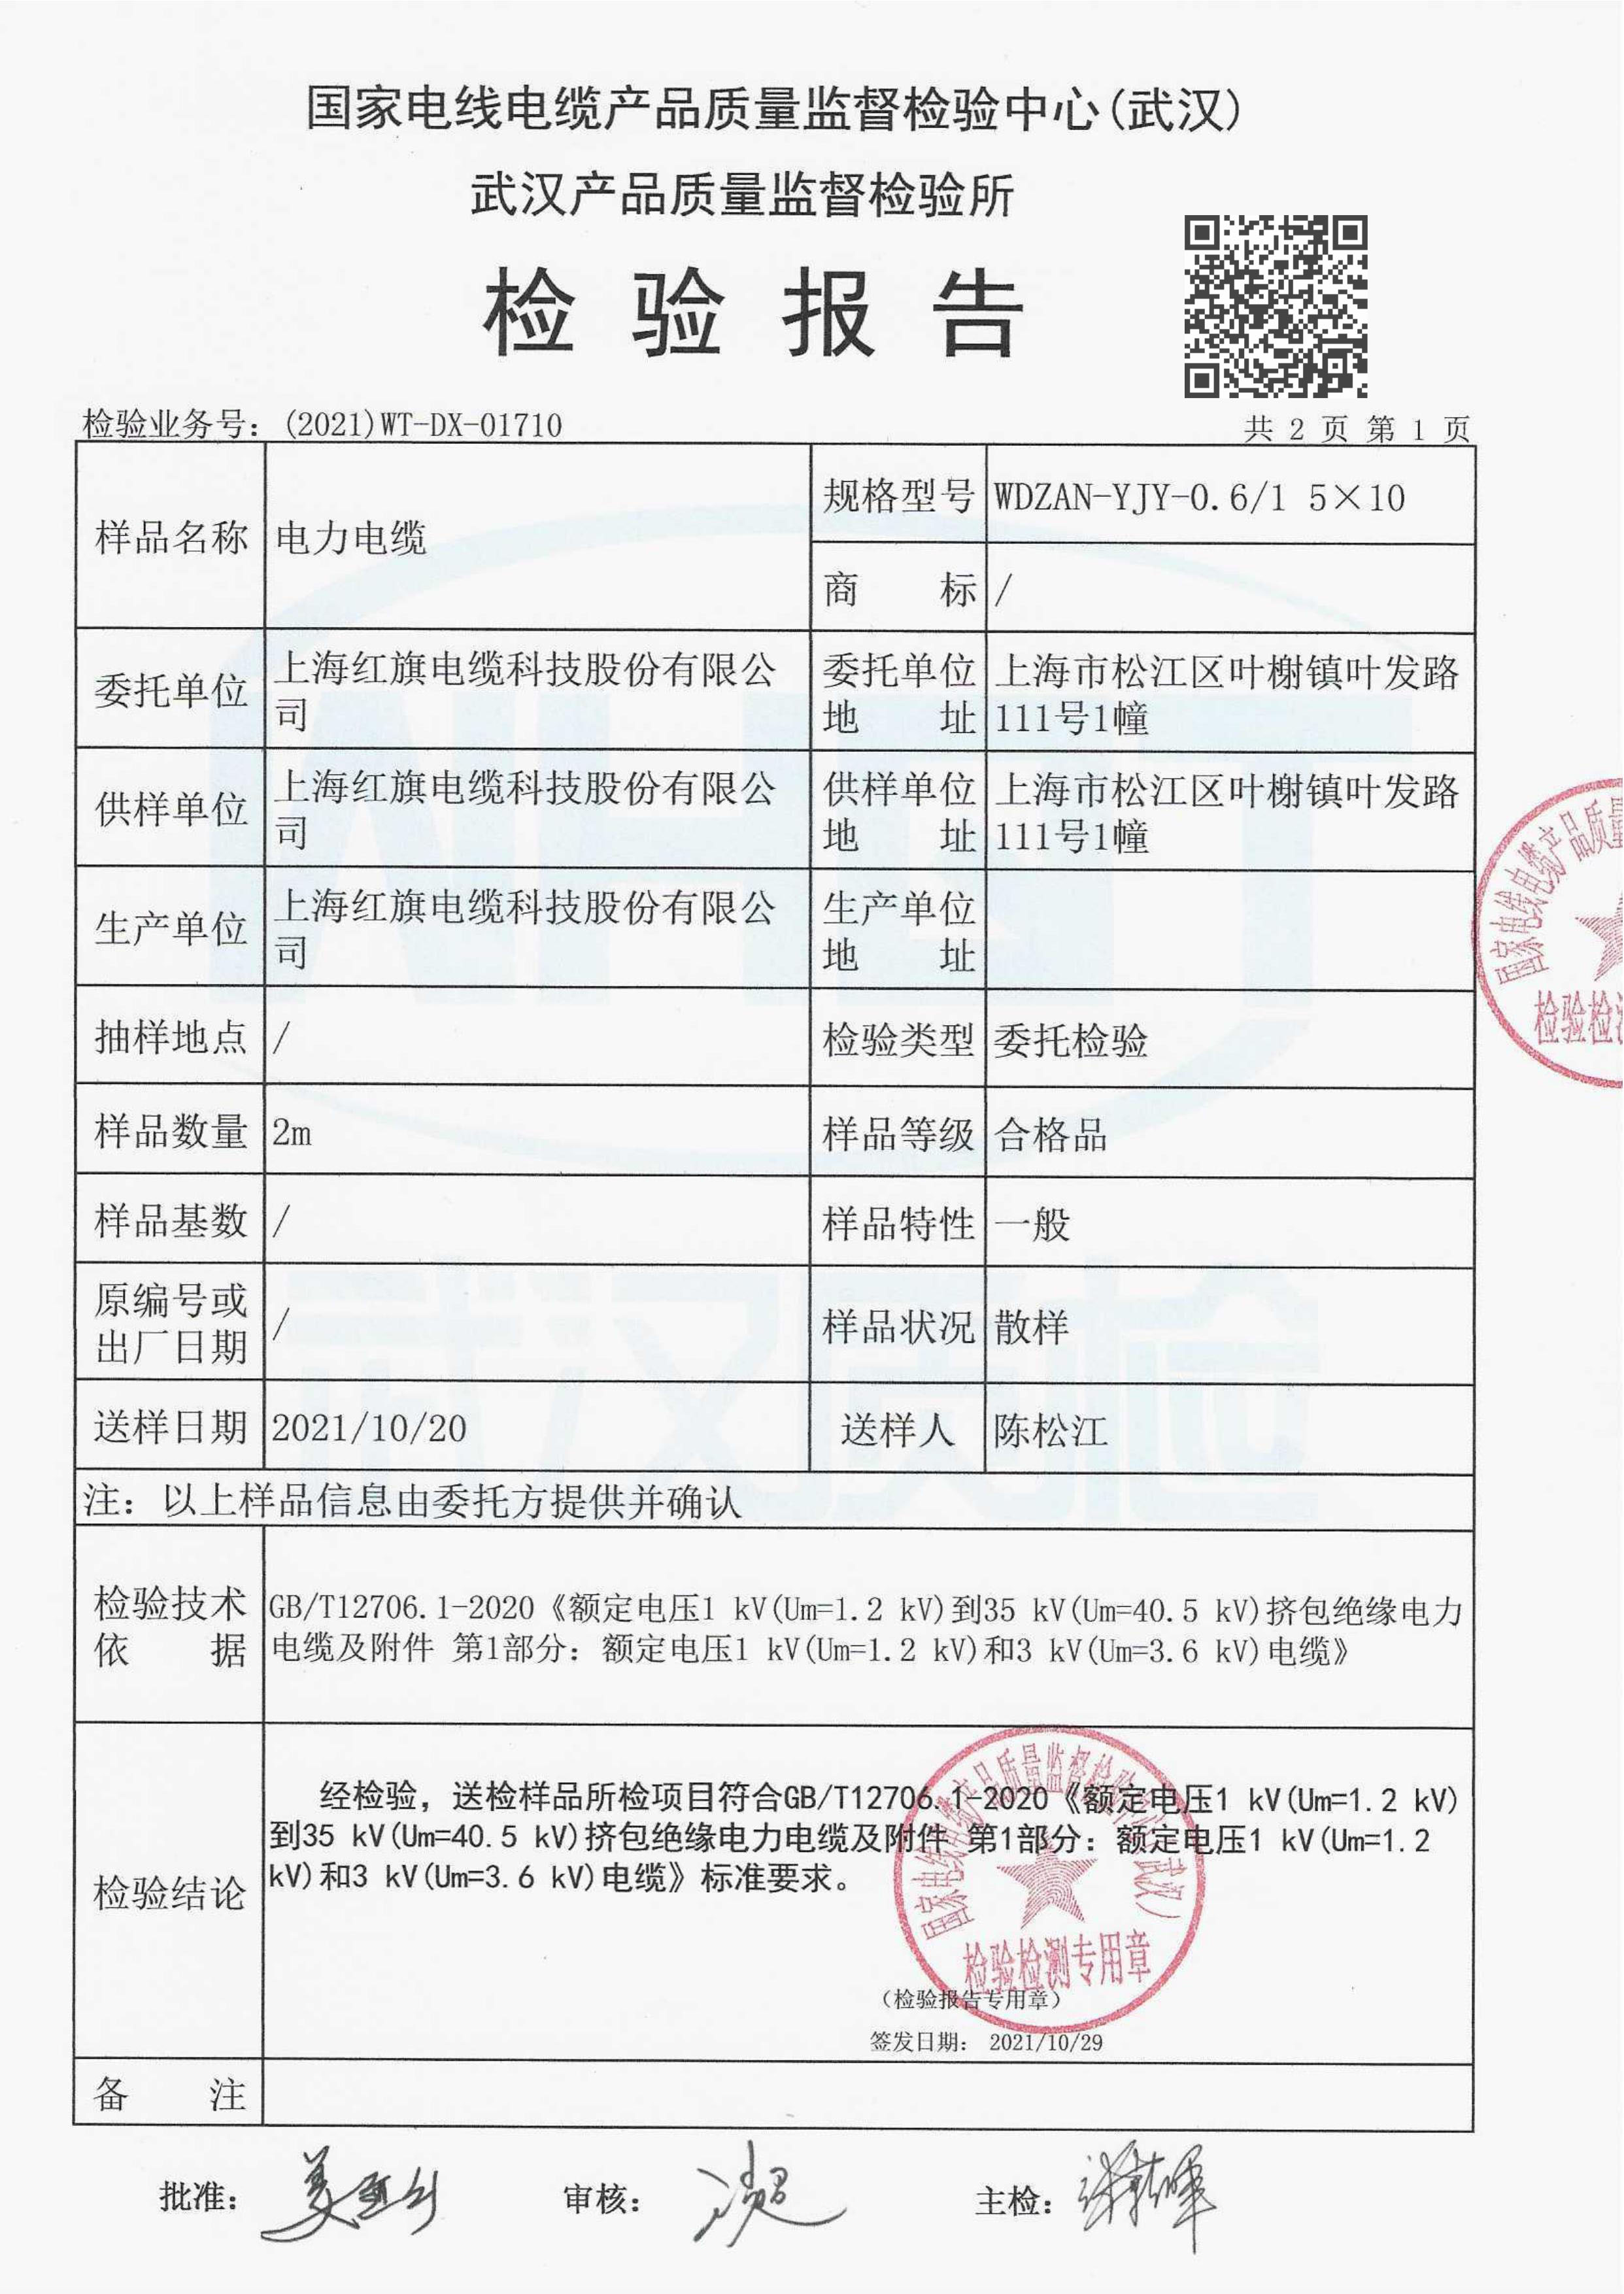 国家电线电缆产品质量监督检验中心(武汉)
武汉产品质量监督检验所
检验报告
检验业务号：(2021)WT-DX-01710
共 2 页 第 1 页
样品名称 电力电缆
规格型号 WDZAN-YJY-0.6/1 5×10
商 标 /
委托单位 上海红旗电缆科技股份有限公
司
委托单位 上海市松江区叶榭镇叶发路
地 址 111号1幢
供样单位 上海红旗电缆科技股份有限公
司
供样单位 上海市松江区叶榭镇叶发路
地 址 111号1幢
生产单位 上海红旗电缆科技股份有限公
司
生产单位
地 址
抽样地点 / 检验类型 委托检验
样品数量 2m 样品等级 合格品
样品基数 / 样品特性 一般
原编号或
出厂日期 / 样品状况 散样
送样日期 2021/10/20 送样人 陈松江
注：以上样品信息由委托方提供并确认
检验技术
依 据
GB/T12706.1-2020《额定电压1 kV(Um=1.2 kV)到35 kV(Um=40.5 kV)挤包绝缘电力
电缆及附件 第1部分：额定电压1 kV(Um=1.2 kV)和3 kV(Um=3.6 kV)电缆》
检验结论
经检验，送检样品所检项目符合GB/T12706.1-2020《额定电压1 kV(Um=1.2 kV)
到35 kV(Um=40.5 kV)挤包绝缘电力电缆及附件 第1部分：额定电压1 kV(Um=1.2
kV)和3 kV(Um=3.6 kV)电缆》标准要求。
国家电线电缆产品质量监督检验中心(武汉)
检验检测专用章
（检验报告专用章）
签发日期： 2021/10/29
备 注
批准：
审核：
主检：
国家电线电缆产品质量
检验检
武汉质检